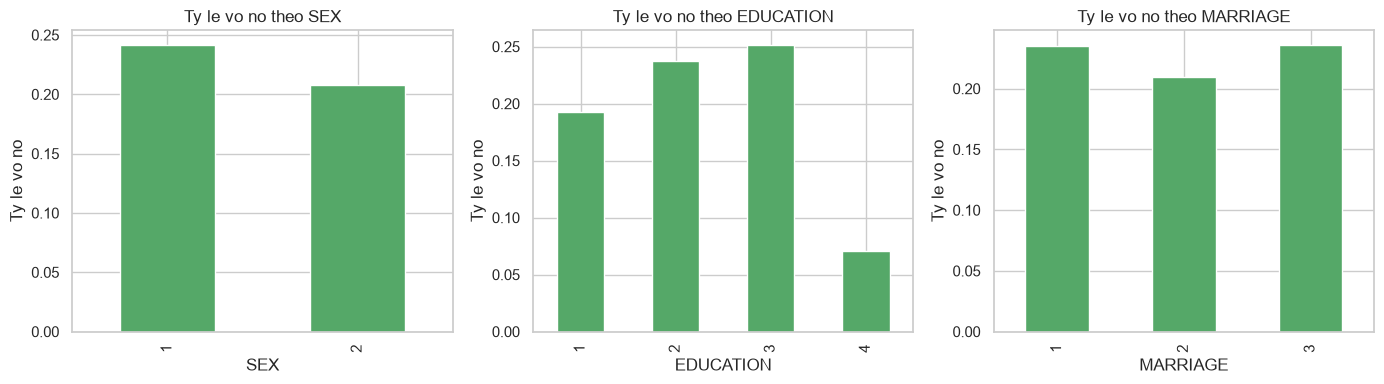 Ty le vo no theo SEX
Ty le vo no
0.25
0.20
0.15
0.10
0.05
0.00
1
2
SEX
Ty le vo no theo EDUCATION
Ty le vo no
0.25
0.20
0.15
0.10
0.05
0.00
1
2
3
4
EDUCATION
Ty le vo no theo MARRIAGE
Ty le vo no
0.20
0.15
0.10
0.05
0.00
1
2
3
MARRIAGE